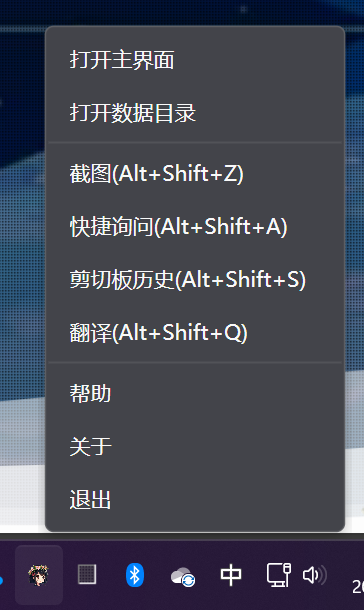 打开主界面
打开数据目录
截图(Alt+Shift+Z)
快捷询问(Alt+Shift+A)
剪切板历史(Alt+Shift+S)
翻译(Alt+Shift+Q)
帮助
关于
退出
中
20